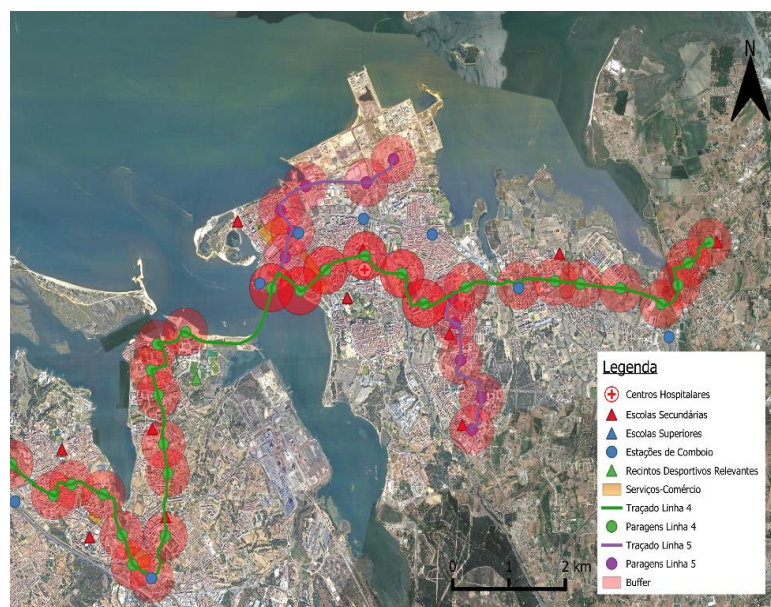 N
Legenda
Centros Hospitalares
Escolas Secundárias
Escolas Superiores
Estações de Comboio
Recintos Desportivos Relevantes
Serviços-Comércio
Traçado Linha 4
Paragens Linha 4
Traçado Linha 5
Paragens Linha 5
Buffer
0 1 2 km